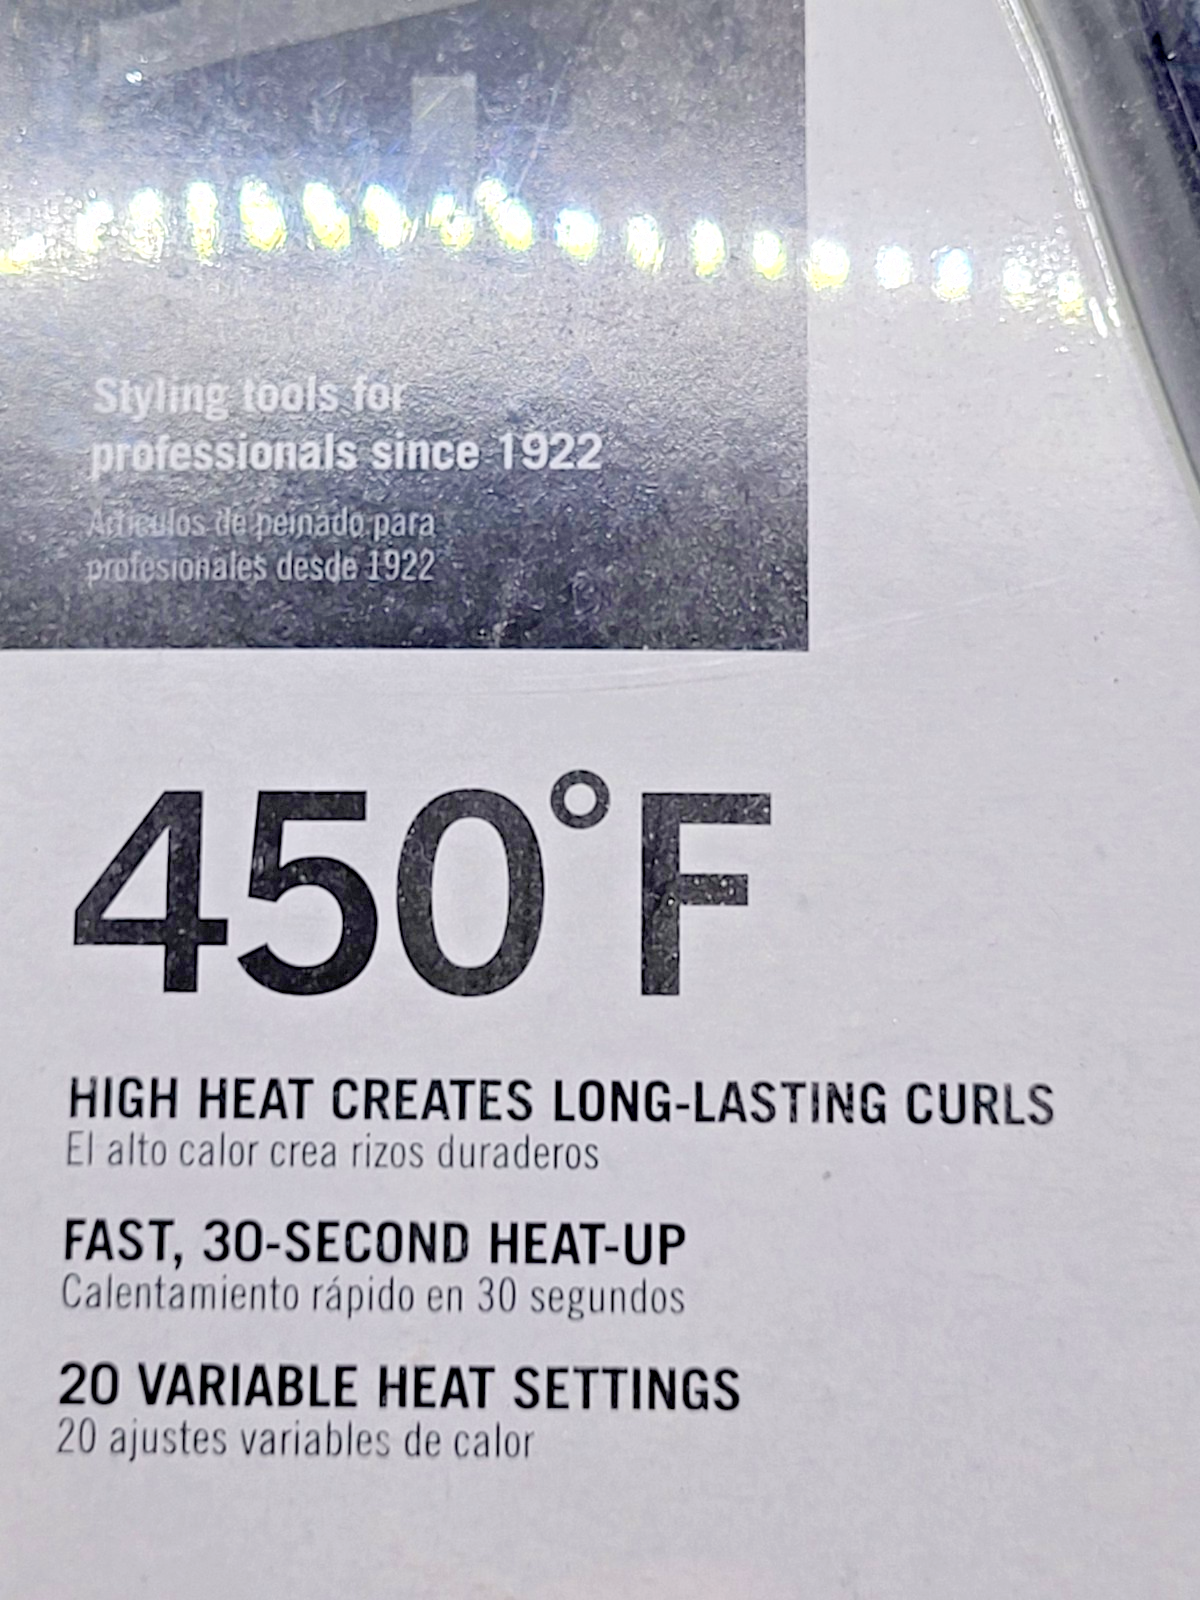 Styling tools for
professionals since 1922
Artículos de peinado para
profesionales desde 1922
450°F
HIGH HEAT CREATES LONG-LASTING CURLS
El alto calor crea rizos duraderos
FAST, 30-SECOND HEAT-UP
Calentamiento rápido en 30 segundos
20 VARIABLE HEAT SETTINGS
20 ajustes variables de calor